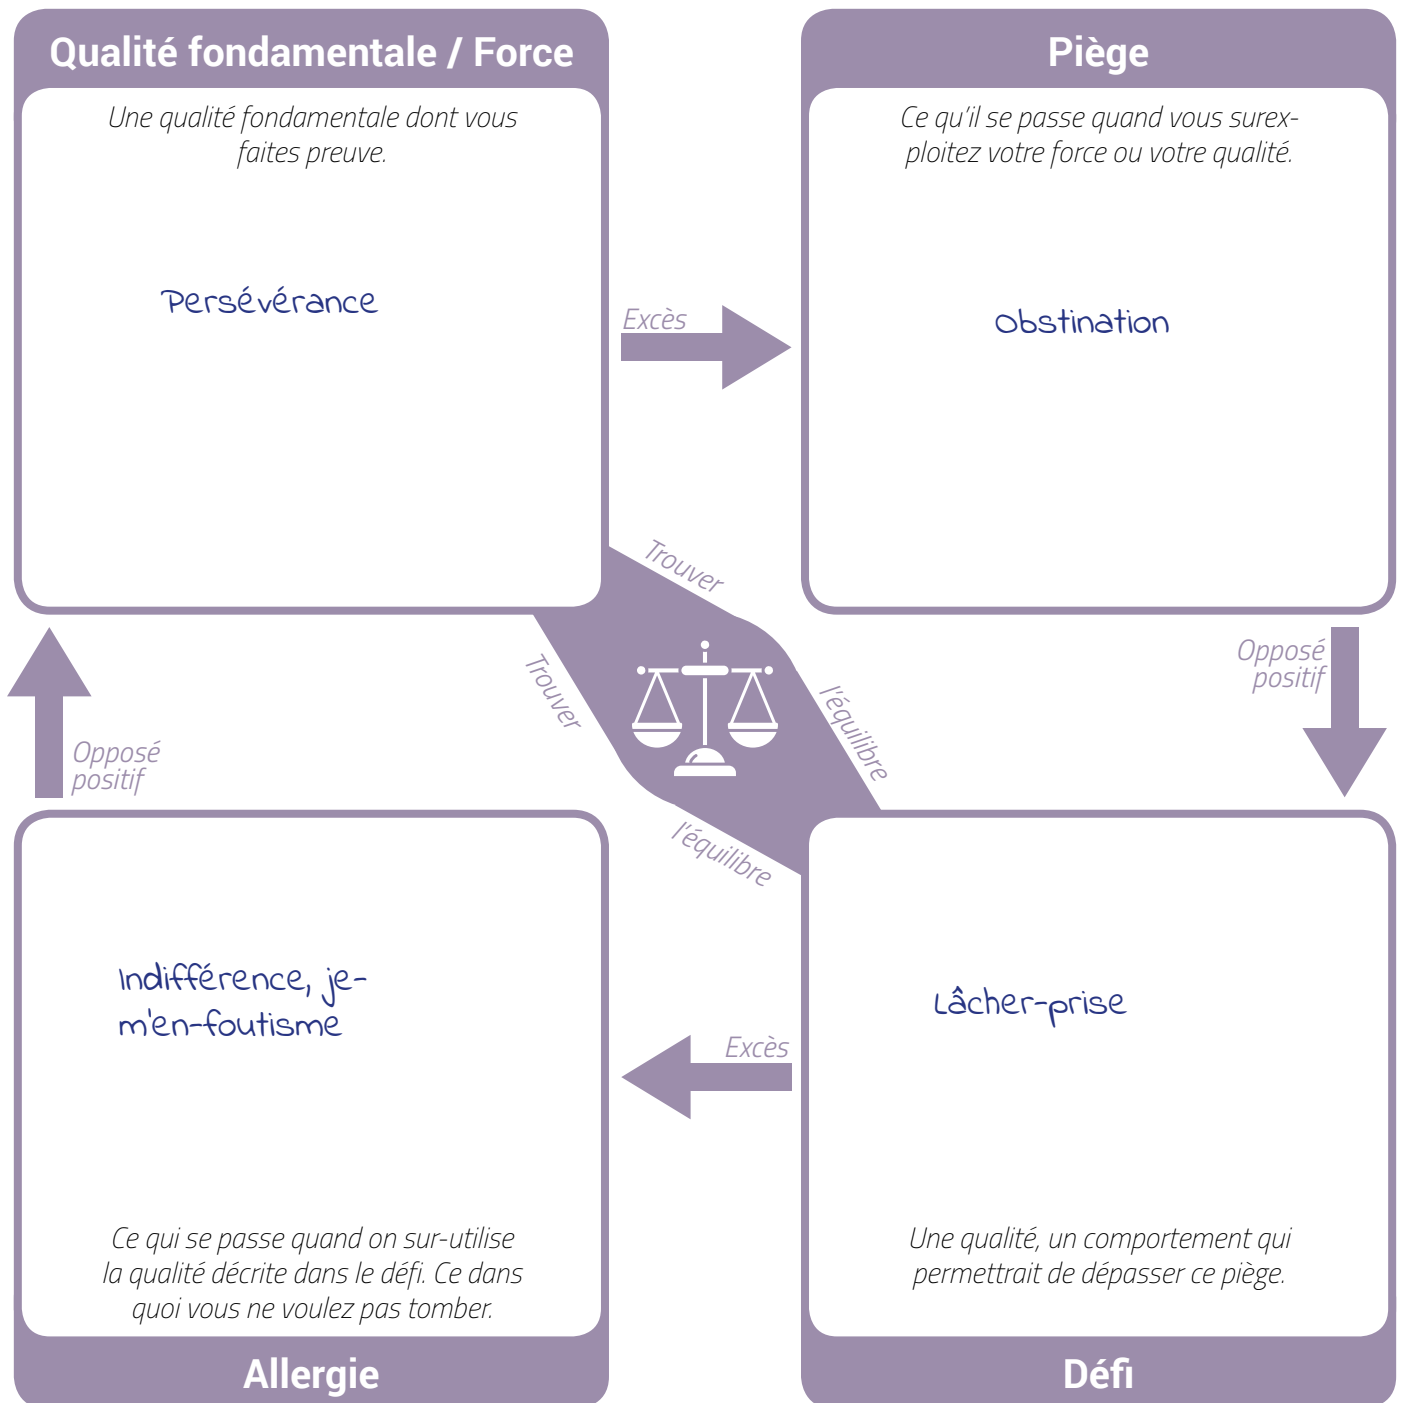 Qualité fondamentale / Force
Une qualité fondamentale dont vous
faites preuve.
Persévérance
Excès
Piège
Ce qu'il se passe quand vous surex-
ploitez votre force ou votre qualité.
Obstination
Trouver
l'équilibre
Trouver
l'équilibre
Opposé
positif
Opposé
positif
Indifférence, je-
m'en-foutisme
Ce qui se passe quand on sur-utilise
la qualité décrite dans le défi. Ce dans
quoi vous ne voulez pas tomber.
Allergie
Excès
Lâcher-prise
Une qualité, un comportement qui
permettrait de dépasser ce piège.
Défi